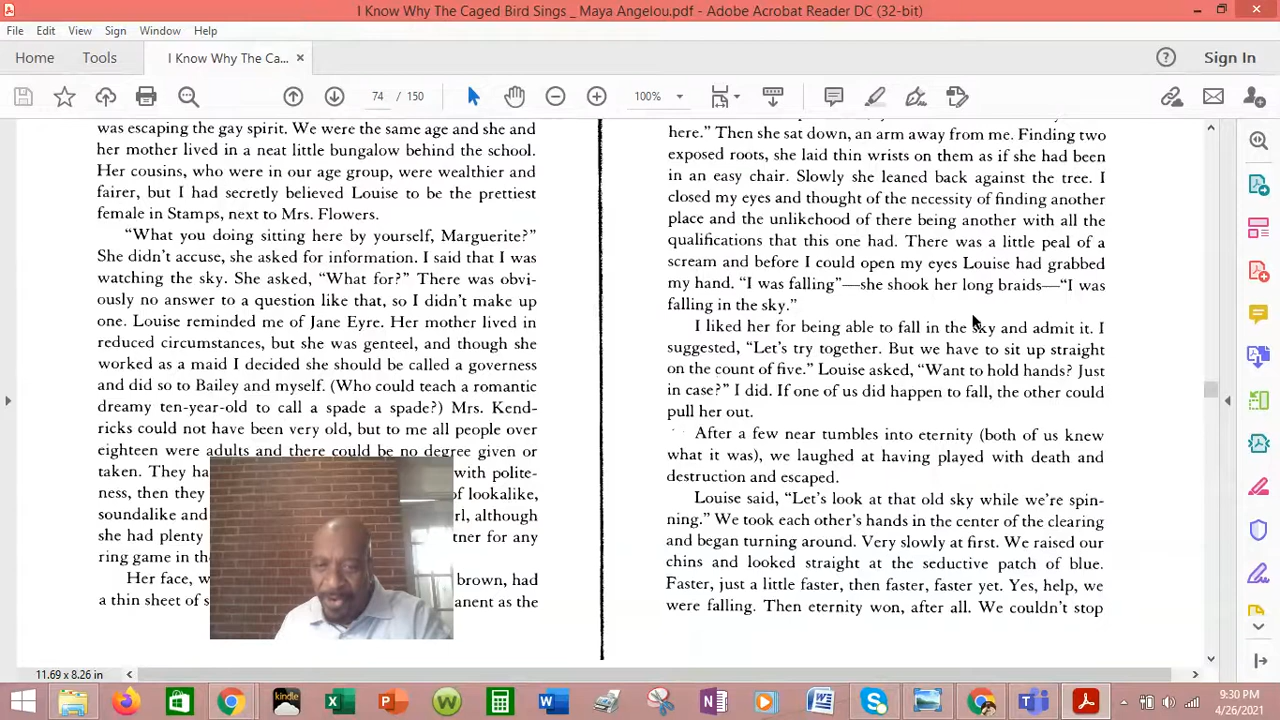 I Know Why The Caged Bird Sings _ Maya Angelou.pdf - Adobe Acrobat Reader DC (32-bit)
File Edit View Sign Window Help
Home Tools I Know Why The Ca... × Sign In
74 / 150 100%
was escaping the gay spirit. We were the same age and she and
her mother lived in a neat little bungalow behind the school.
Her cousins, who were in our age group, were wealthier and
fairer, but I had secretly believed Louise to be the prettiest
female in Stamps, next to Mrs. Flowers.
“What you doing sitting here by yourself, Marguerite?”
She didn’t accuse, she asked for information. I said that I was
watching the sky. She asked, “What for?” There was obvi-
ously no answer to a question like that, so I didn’t make up
one. Louise reminded me of Jane Eyre. Her mother lived in
reduced circumstances, but she was genteel, and though she
worked as a maid I decided she should be called a governess
and did so to Bailey and myself. (Who could teach a romantic
dreamy ten-year-old to call a spade a spade?) Mrs. Kend-
ricks could not have been very old, but to me all people over
eighteen were adults and there could be no degree given or
taken. They ha with polite-
ness, then they of lookalike,
soundalike and rl, although
she had plenty tner for any
ring game in the
Her face, w brown, had
a thin sheet of s anent as the
here.” Then she sat down, an arm away from me. Finding two
exposed roots, she laid thin wrists on them as if she had been
in an easy chair. Slowly she leaned back against the tree. I
closed my eyes and thought of the necessity of finding another
place and the unlikehood of there being another with all the
qualifications that this one had. There was a little peal of a
scream and before I could open my eyes Louise had grabbed
my hand. “I was falling”—she shook her long braids—“I was
falling in the sky.”
I liked her for being able to fall in the sky and admit it. I
suggested, “Let’s try together. But we have to sit up straight
on the count of five.” Louise asked, “Want to hold hands? Just
in case?” I did. If one of us did happen to fall, the other could
pull her out.
After a few near tumbles into eternity (both of us knew
what it was), we laughed at having played with death and
destruction and escaped.
Louise said, “Let’s look at that old sky while we’re spin-
ning.” We took each other’s hands in the center of the clearing
and began turning around. Very slowly at first. We raised our
chins and looked straight at the seductive patch of blue.
Faster, just a little faster, then faster, faster yet. Yes, help, we
were falling. Then eternity won, after all. We couldn’t stop
11.69 x 8.26 in
kindle
9:30 PM
4/26/2021